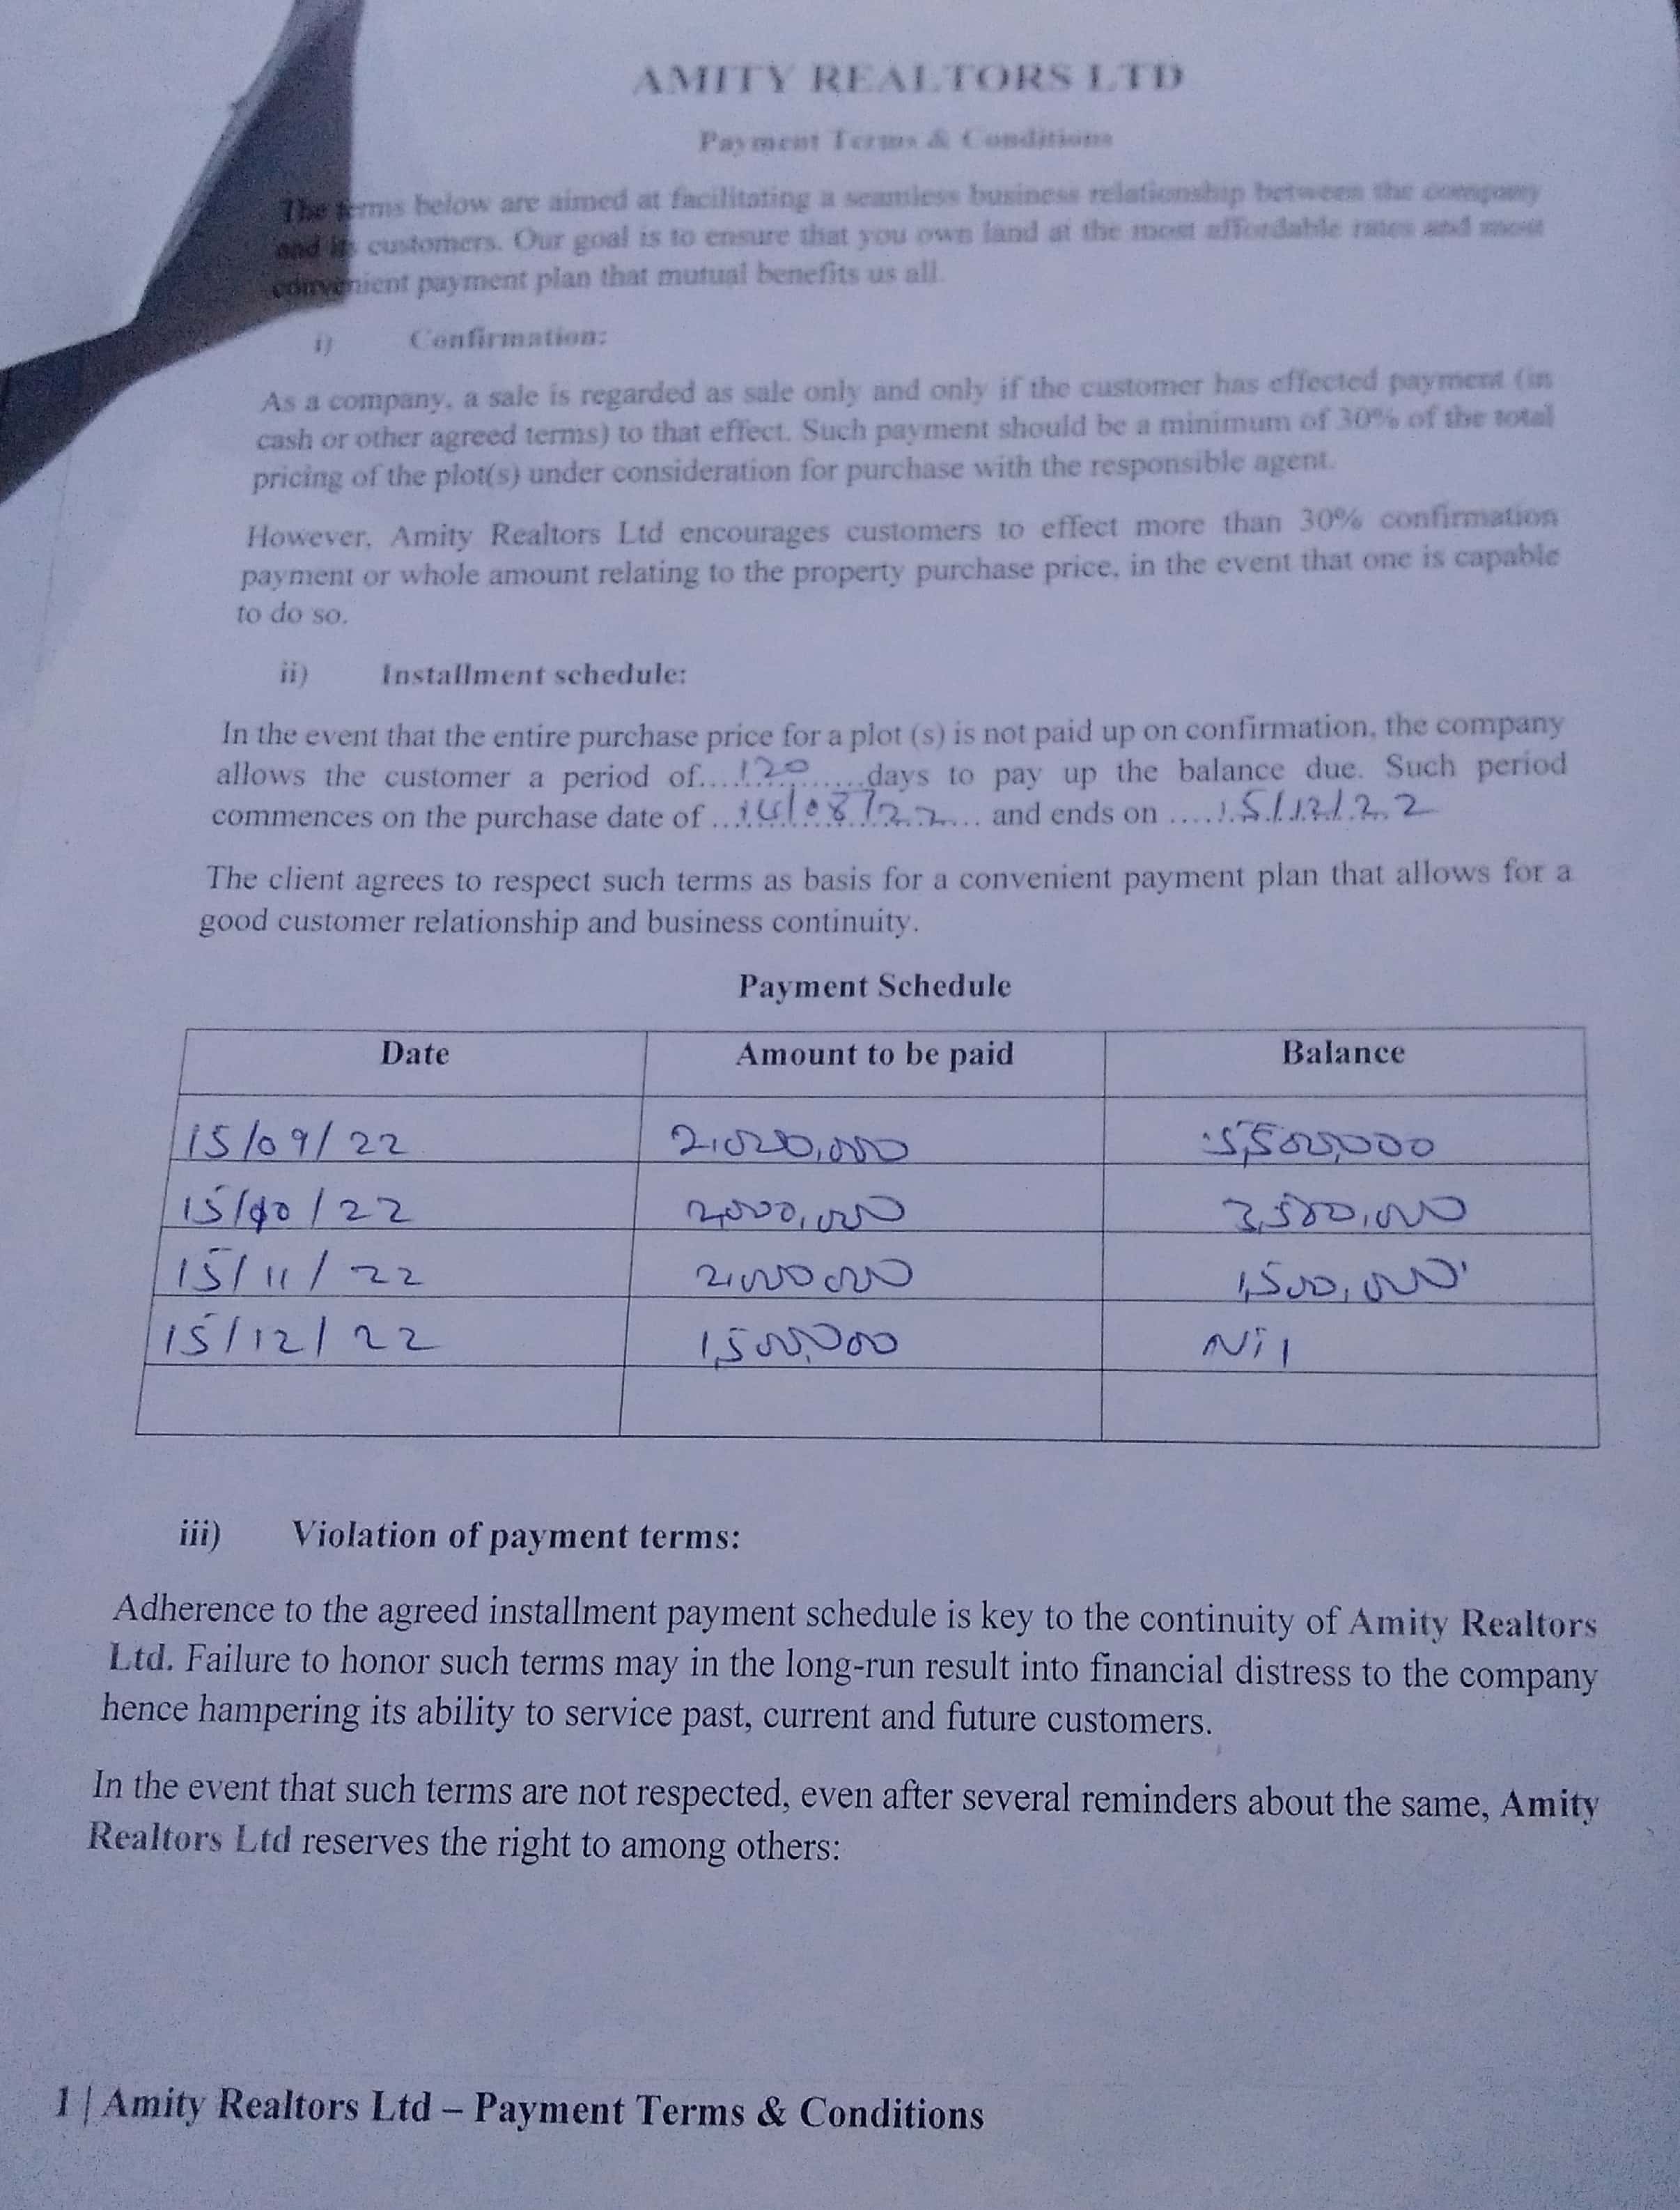 AMITY REALTORS LTD
Payment Terms & Conditions
The terms below are aimed at facilitating a seamless business relationship between the company
and its customers. Our goal is to ensure that you own land at the most affordable rates and most
convenient payment plan that mutual benefits us all.
i) Confirmation:
As a company, a sale is regarded as sale only and only if the customer has effected payment (in
cash or other agreed terms) to that effect. Such payment should be a minimum of 30% of the total
pricing of the plot(s) under consideration for purchase with the responsible agent.
However, Amity Realtors Ltd encourages customers to effect more than 30% confirmation
payment or whole amount relating to the property purchase price, in the event that one is capable
to do so.
ii) Installment schedule:
In the event that the entire purchase price for a plot (s) is not paid up on confirmation, the company
allows the customer a period of....120......days to pay up the balance due. Such period
commences on the purchase date of ... /08/22... and ends on ....15/12/22
The client agrees to respect such terms as basis for a convenient payment plan that allows for a
good customer relationship and business continuity.
Payment Schedule
Date Amount to be paid Balance
15/09/22 5,500,000
15/10/22 2,000,000 3,500,000
15/11/22 2,000,000 1,500,000
15/12/22 1,500,000 Nil
iii) Violation of payment terms:
Adherence to the agreed installment payment schedule is key to the continuity of Amity Realtors
Ltd. Failure to honor such terms may in the long-run result into financial distress to the company
hence hampering its ability to service past, current and future customers.
In the event that such terms are not respected, even after several reminders about the same, Amity
Realtors Ltd reserves the right to among others:
1 | Amity Realtors Ltd – Payment Terms & Conditions